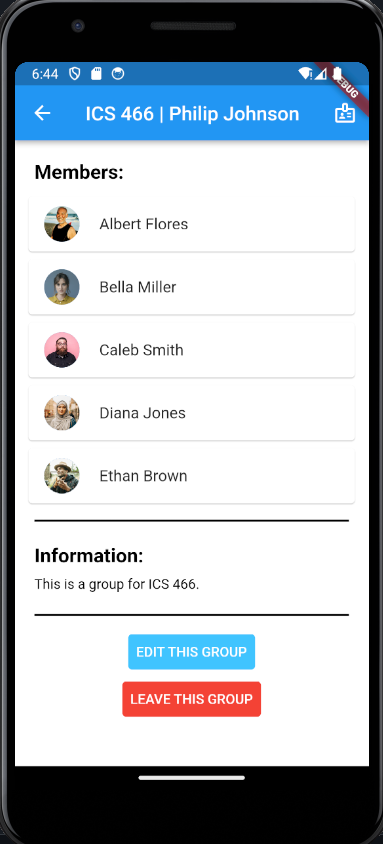 6:44
DEBUG
ICS 466 | Philip Johnson
Members:
Albert Flores
Bella Miller
Caleb Smith
Diana Jones
Ethan Brown
Information:
This is a group for ICS 466.
EDIT THIS GROUP
LEAVE THIS GROUP